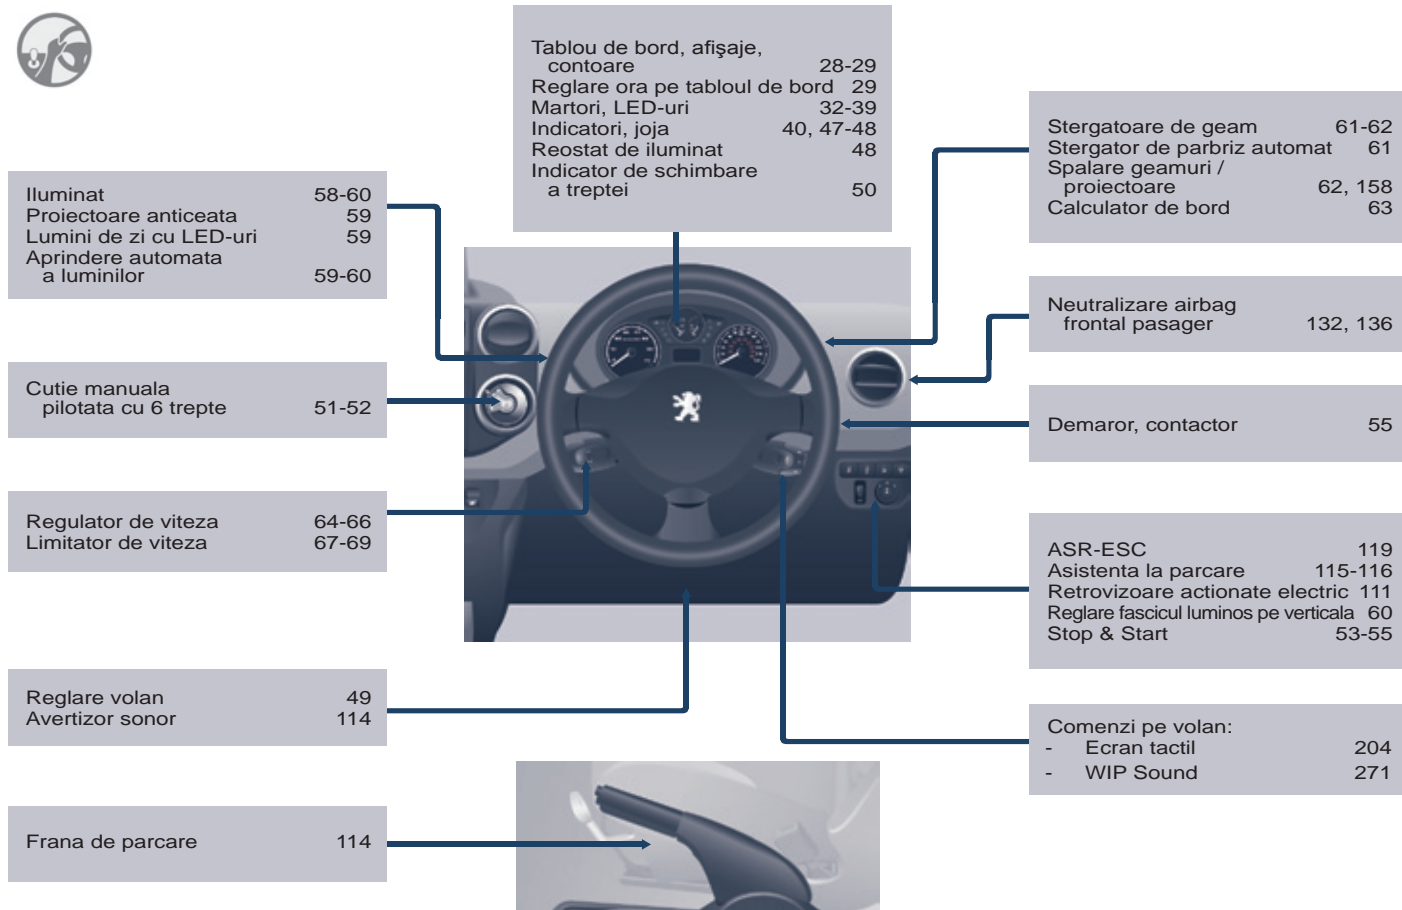 Tablou de bord, afişaje,
contoare 28-29
Reglare ora pe tabloul de bord 29
Martori, LED-uri 32-39
Indicatori, joja 40, 47-48
Reostat de iluminat 48
Indicator de schimbare
a treptei 50
Iluminat 58-60
Proiectoare anticeata 59
Lumini de zi cu LED-uri 59
Aprindere automata
a luminilor 59-60
Cutie manuala
pilotata cu 6 trepte 51-52
Regulator de viteza 64-66
Limitator de viteza 67-69
Reglare volan 49
Avertizor sonor 114
Frana de parcare 114
Stergatoare de geam 61-62
Stergator de parbriz automat 61
Spalare geamuri /
proiectoare 62, 158
Calculator de bord 63
Neutralizare airbag
frontal pasager 132, 136
Demaror, contactor 55
ASR-ESC 119
Asistenta la parcare 115-116
Retrovizoare actionate electric 111
Reglare fascicul luminos pe verticala 60
Stop & Start 53-55
Comenzi pe volan:
- Ecran tactil 204
- WIP Sound 271